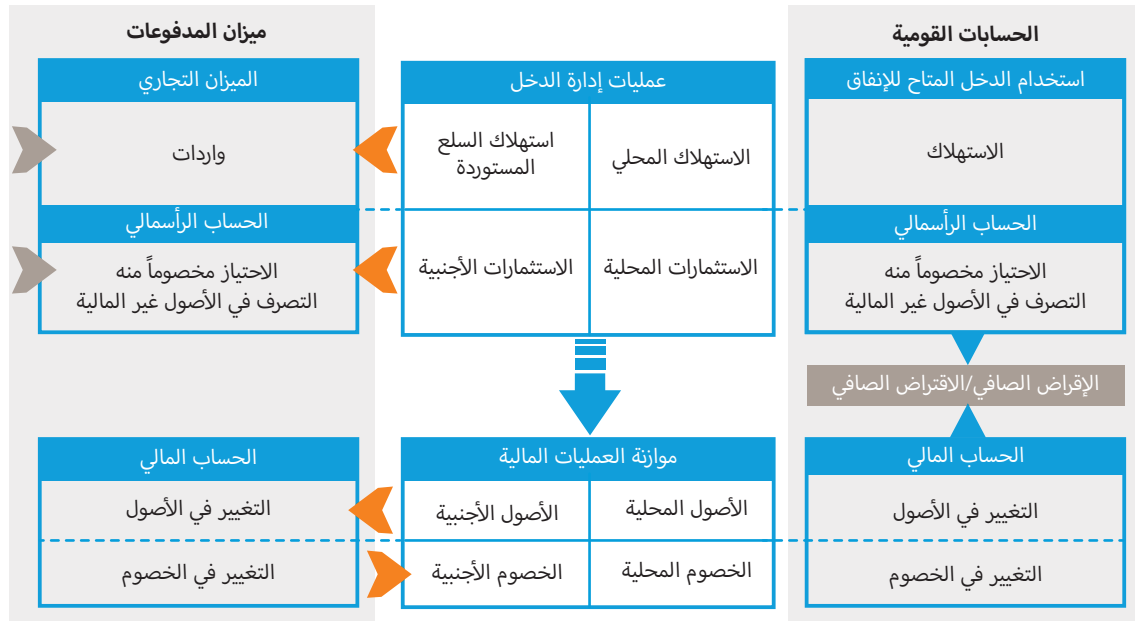 الحسابات القومية
استخدام الدخل المتاح للإنفاق
الاستهلاك
الحساب الرأسمالي
الاحتياز مخصوماً منه
التصرف في الأصول غير المالية
الإقراض الصافي/الاقتراض الصافي
الحساب المالي
التغيير في الأصول
التغيير في الخصوم
عمليات إدارة الدخل
الاستهلاك المحلي
استهلاك السلع
المستوردة
الاستثمارات المحلية
الاستثمارات الأجنبية
موازنة العمليات المالية
الأصول المحلية
الأصول الأجنبية
الخصوم المحلية
الخصوم الأجنبية
ميزان المدفوعات
الميزان التجاري
واردات
الحساب الرأسمالي
الاحتياز مخصوماً منه
التصرف في الأصول غير المالية
الحساب المالي
التغيير في الأصول
التغيير في الخصوم